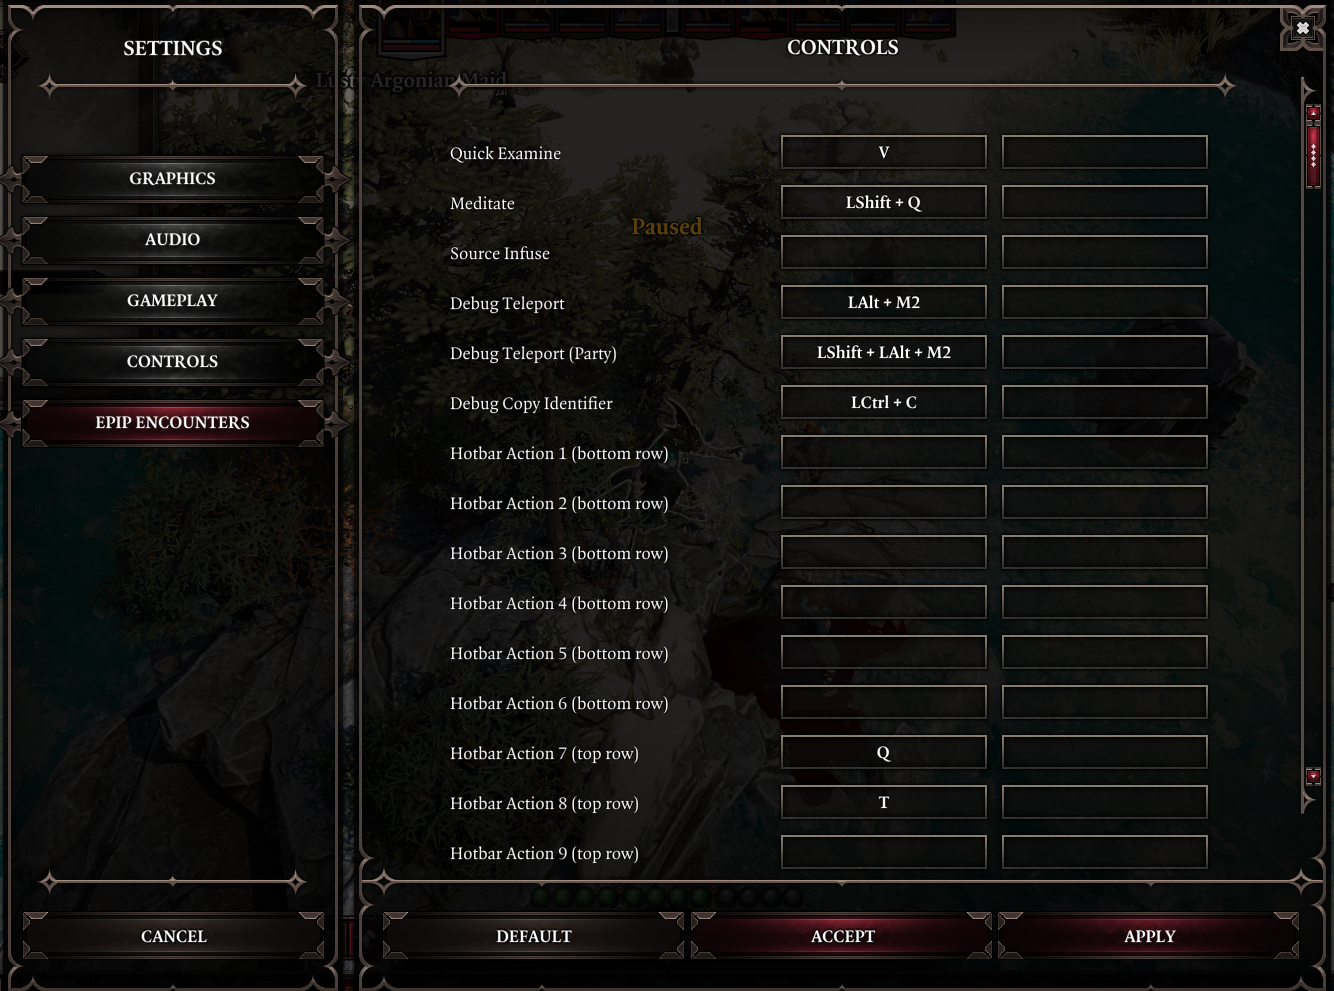 SETTINGS
CONTROLS
Lusty Argonian Maid
GRAPHICS
AUDIO
GAMEPLAY
CONTROLS
EPIP ENCOUNTERS
CANCEL
Quick Examine V
Meditate LShift + Q
Paused
Source Infuse
Debug Teleport LAlt + M2
Debug Teleport (Party) LShift + LAlt + M2
Debug Copy Identifier LCtrl + C
Hotbar Action 1 (bottom row)
Hotbar Action 2 (bottom row)
Hotbar Action 3 (bottom row)
Hotbar Action 4 (bottom row)
Hotbar Action 5 (bottom row)
Hotbar Action 6 (bottom row)
Hotbar Action 7 (top row) Q
Hotbar Action 8 (top row) T
Hotbar Action 9 (top row)
DEFAULT
ACCEPT
APPLY